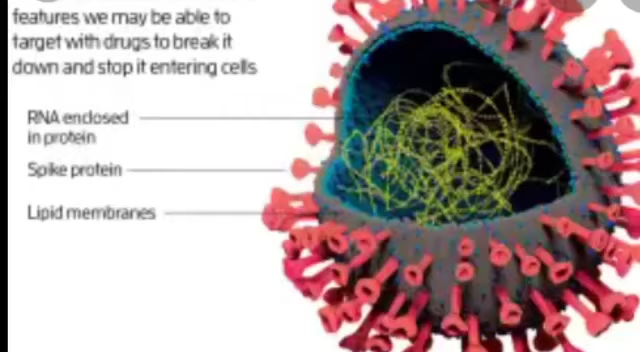 features we may be able to
target with drugs to break it
down and stop it entering cells
RNA enclosed
in protein
Spike protein
Lipid membranes